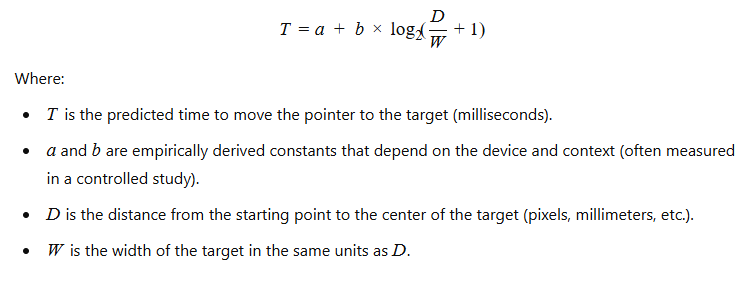 T = a + b × log₂(D/W + 1)
Where:
• T is the predicted time to move the pointer to the target (milliseconds).
• a and b are empirically derived constants that depend on the device and context (often measured
in a controlled study).
• D is the distance from the starting point to the center of the target (pixels, millimeters, etc.).
• W is the width of the target in the same units as D.